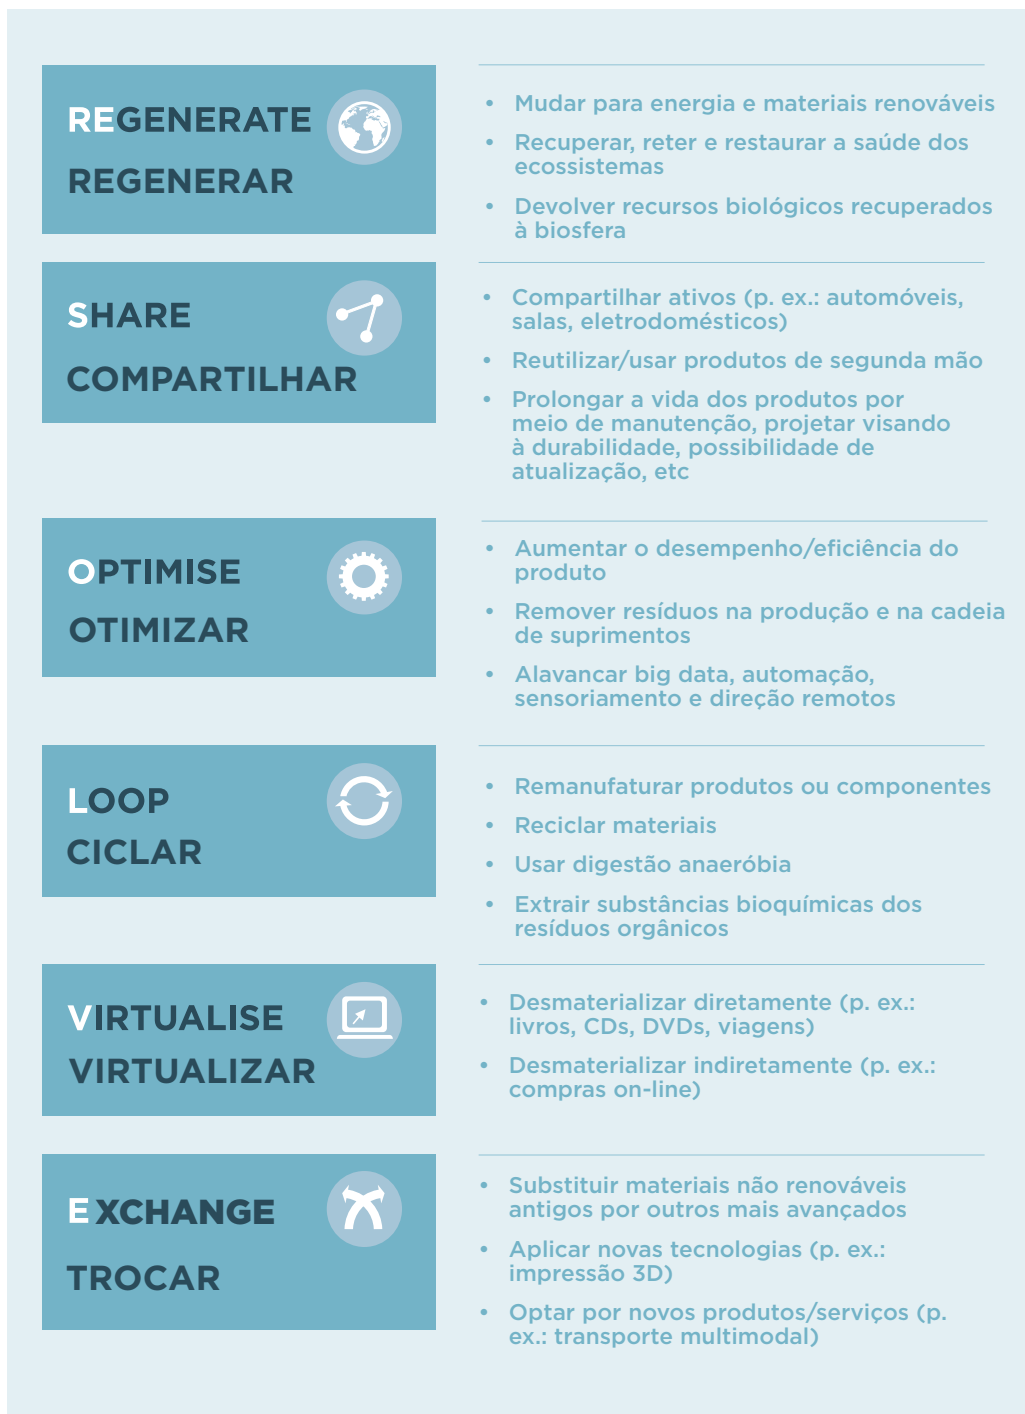 REGENERATE
REGENERAR
• Mudar para energia e materiais renováveis
• Recuperar, reter e restaurar a saúde dos
ecossistemas
• Devolver recursos biológicos recuperados
à biosfera
SHARE
COMPARTILHAR
• Compartilhar ativos (p. ex.: automóveis,
salas, eletrodomésticos)
• Reutilizar/usar produtos de segunda mão
• Prolongar a vida dos produtos por
meio de manutenção, projetar visando
à durabilidade, possibilidade de
atualização, etc
OPTIMISE
OTIMIZAR
• Aumentar o desempenho/eficiência do
produto
• Remover resíduos na produção e na cadeia
de suprimentos
• Alavancar big data, automação,
sensoriamento e direção remotos
LOOP
CICLAR
• Remanufaturar produtos ou componentes
• Reciclar materiais
• Usar digestão anaeróbia
• Extrair substâncias bioquímicas dos
resíduos orgânicos
VIRTUALISE
VIRTUALIZAR
• Desmaterializar diretamente (p. ex.:
livros, CDs, DVDs, viagens)
• Desmaterializar indiretamente (p. ex.:
compras on-line)
E XCHANGE
TROCAR
• Substituir materiais não renováveis
antigos por outros mais avançados
• Aplicar novas tecnologias (p. ex.:
impressão 3D)
• Optar por novos produtos/serviços (p.
ex.: transporte multimodal)